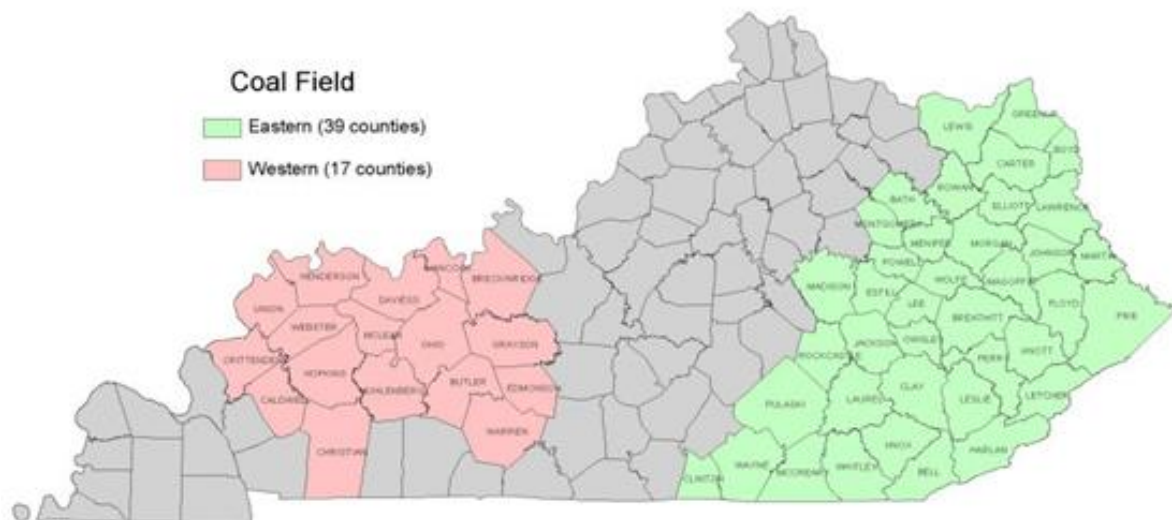 Coal Field
Eastern (39 counties)
Western (17 counties)
LEWIS
GREENUP
BOYD
CARTER
ROWAN
BATH
ELLIOTT
LAWRENCE
MONTGOMERY
MENIFEE
MORGAN
JOHNSON
MARTIN
POWELL
MADISON
WOLFE
MAGOFFIN
ESTILL
LEE
FLOYD
PIKE
BREATHITT
ROCKCASTLE
JACKSON
OWSLEY
PERRY
KNOTT
CLAY
PULASKI
LAUREL
LESLIE
LETCHER
KNOX
HARLAN
CLINTON
WAYNE
MCCREARY
WHITLEY
BELL
HENDERSON
HANCOCK
BRECKINRIDGE
DAVIESS
UNION
WEBSTER
MCLEAN
OHIO
GRAYSON
CRITTENDEN
HOPKINS
MUHLENBERG
BUTLER
EDMONSON
CALDWELL
WARREN
CHRISTIAN